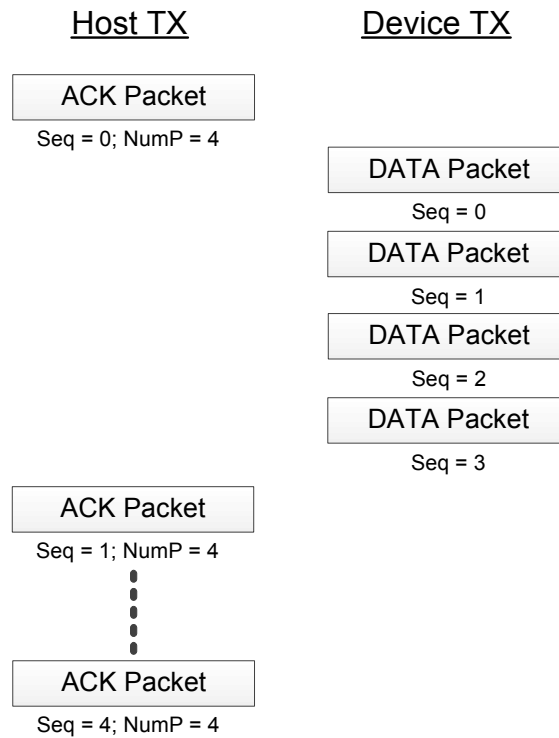 Host TX
Device TX
ACK Packet
Seq = 0; NumP = 4
DATA Packet
Seq = 0
DATA Packet
Seq = 1
DATA Packet
Seq = 2
DATA Packet
Seq = 3
ACK Packet
Seq = 1; NumP = 4
ACK Packet
Seq = 4; NumP = 4